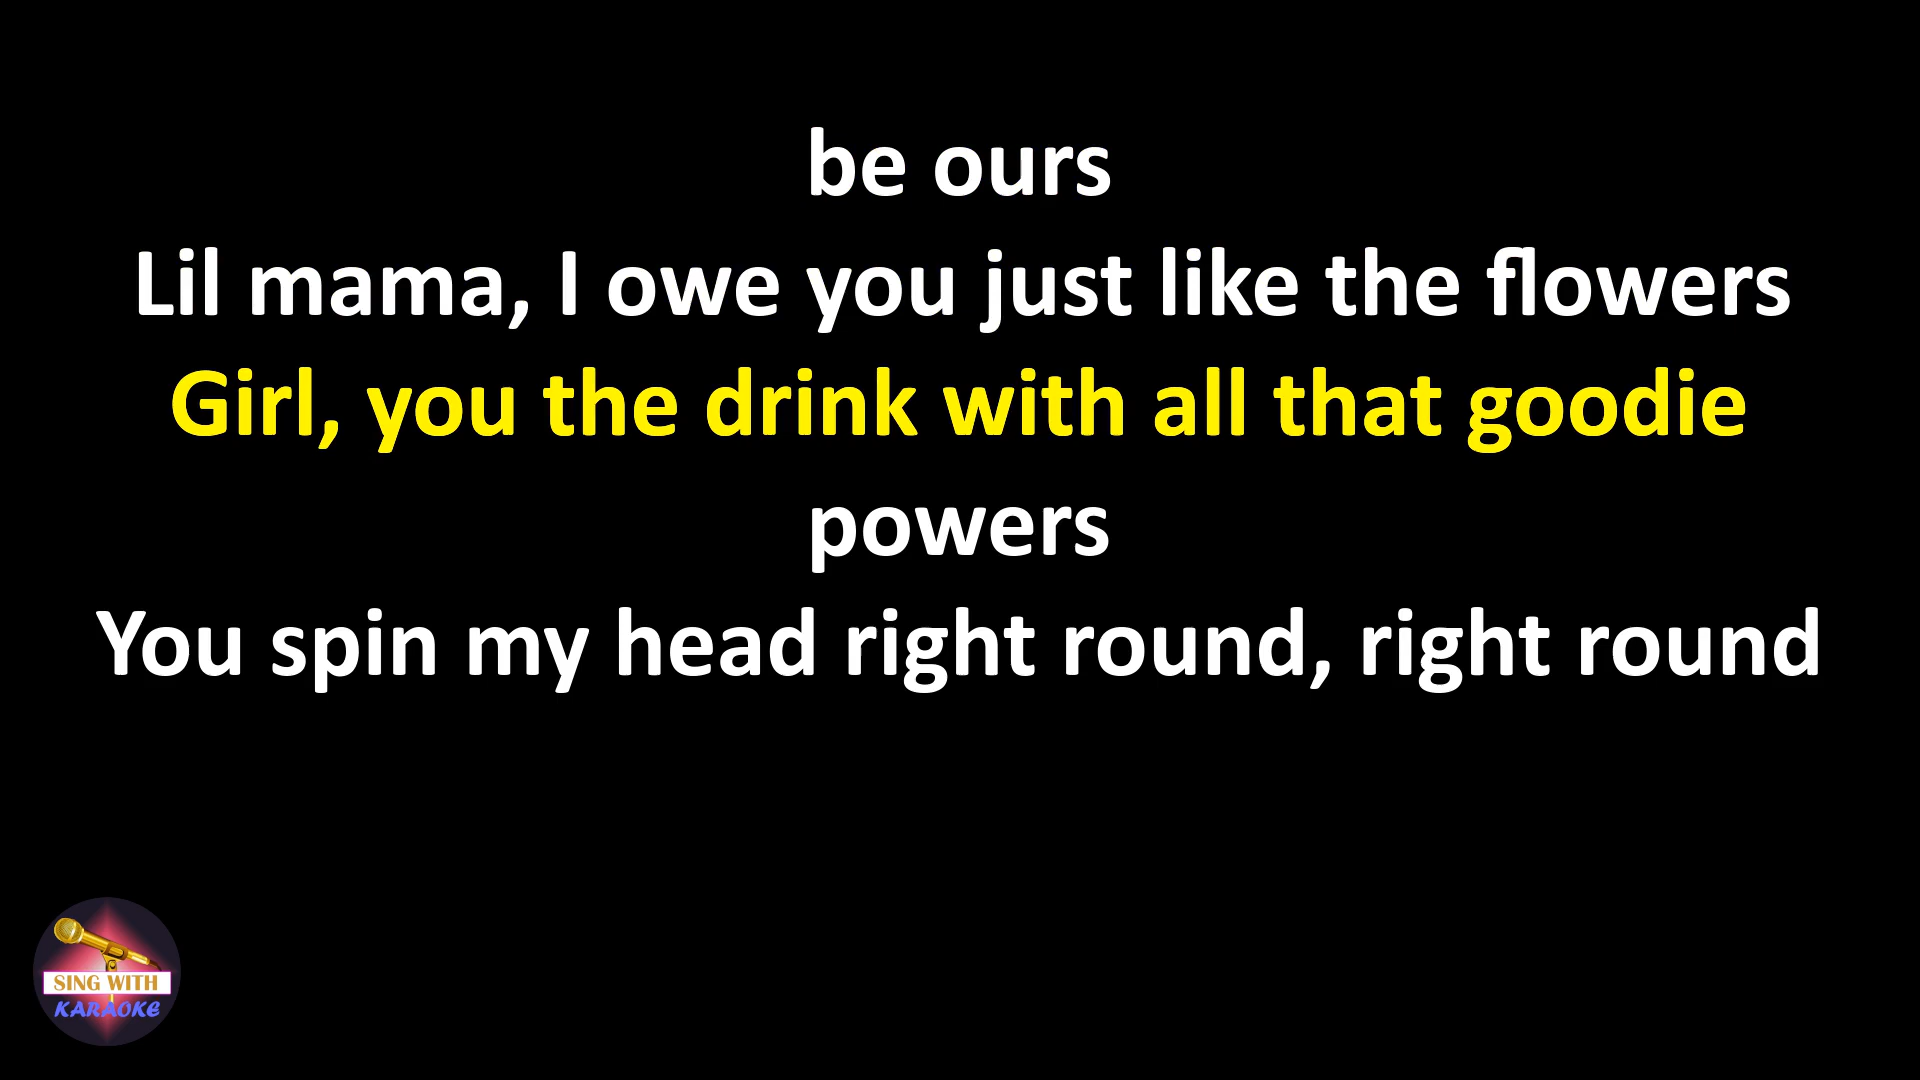 be ours
Lil mama, I owe you just like the flowers
Girl, you the drink with all that goodie
powers
You spin my head right round, right round
SING WITH
KARAOKE